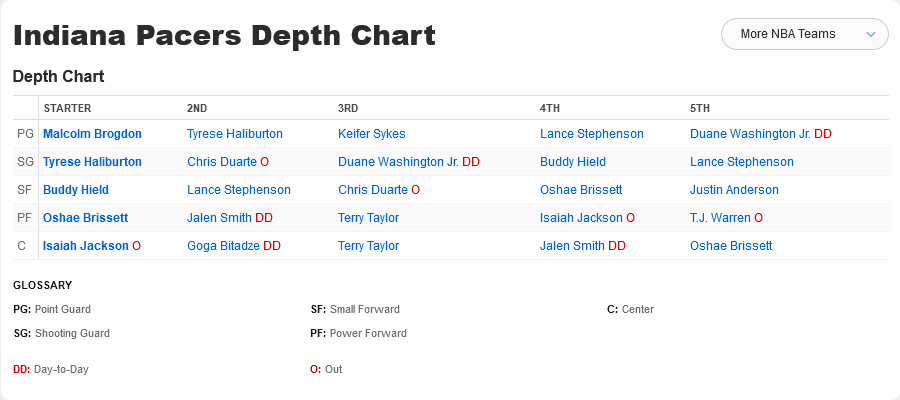 Indiana Pacers Depth Chart
More NBA Teams
Depth Chart
STARTER 2ND 3RD 4TH 5TH
PG Malcolm Brogdon Tyrese Haliburton Keifer Sykes Lance Stephenson Duane Washington Jr. DD
SG Tyrese Haliburton Chris Duarte O Duane Washington Jr. DD Buddy Hield Lance Stephenson
SF Buddy Hield Lance Stephenson Chris Duarte O Oshae Brissett Justin Anderson
PF Oshae Brissett Jalen Smith DD Terry Taylor Isaiah Jackson O T.J. Warren O
C Isaiah Jackson O Goga Bitadze DD Terry Taylor Jalen Smith DD Oshae Brissett
GLOSSARY
PG: Point Guard SF: Small Forward C: Center
SG: Shooting Guard PF: Power Forward
DD: Day-to-Day O: Out